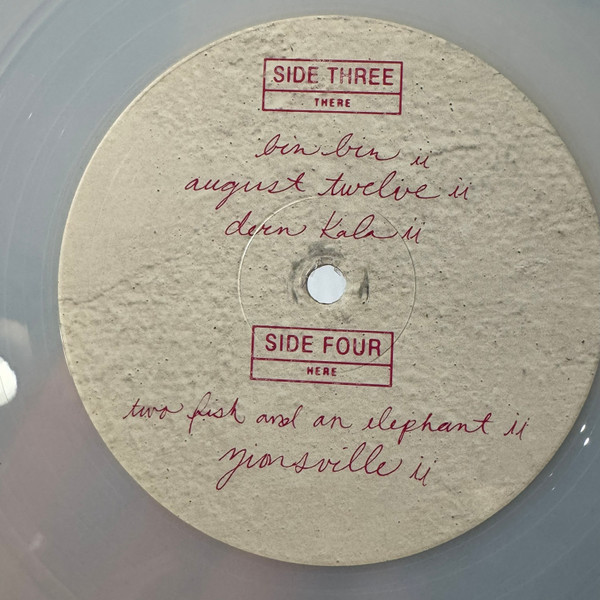 SIDE THREE
THERE
bin bin ii
august twelve ii
dern kala ii
SIDE FOUR
HERE
two fish and an elephant ii
zionsville ii